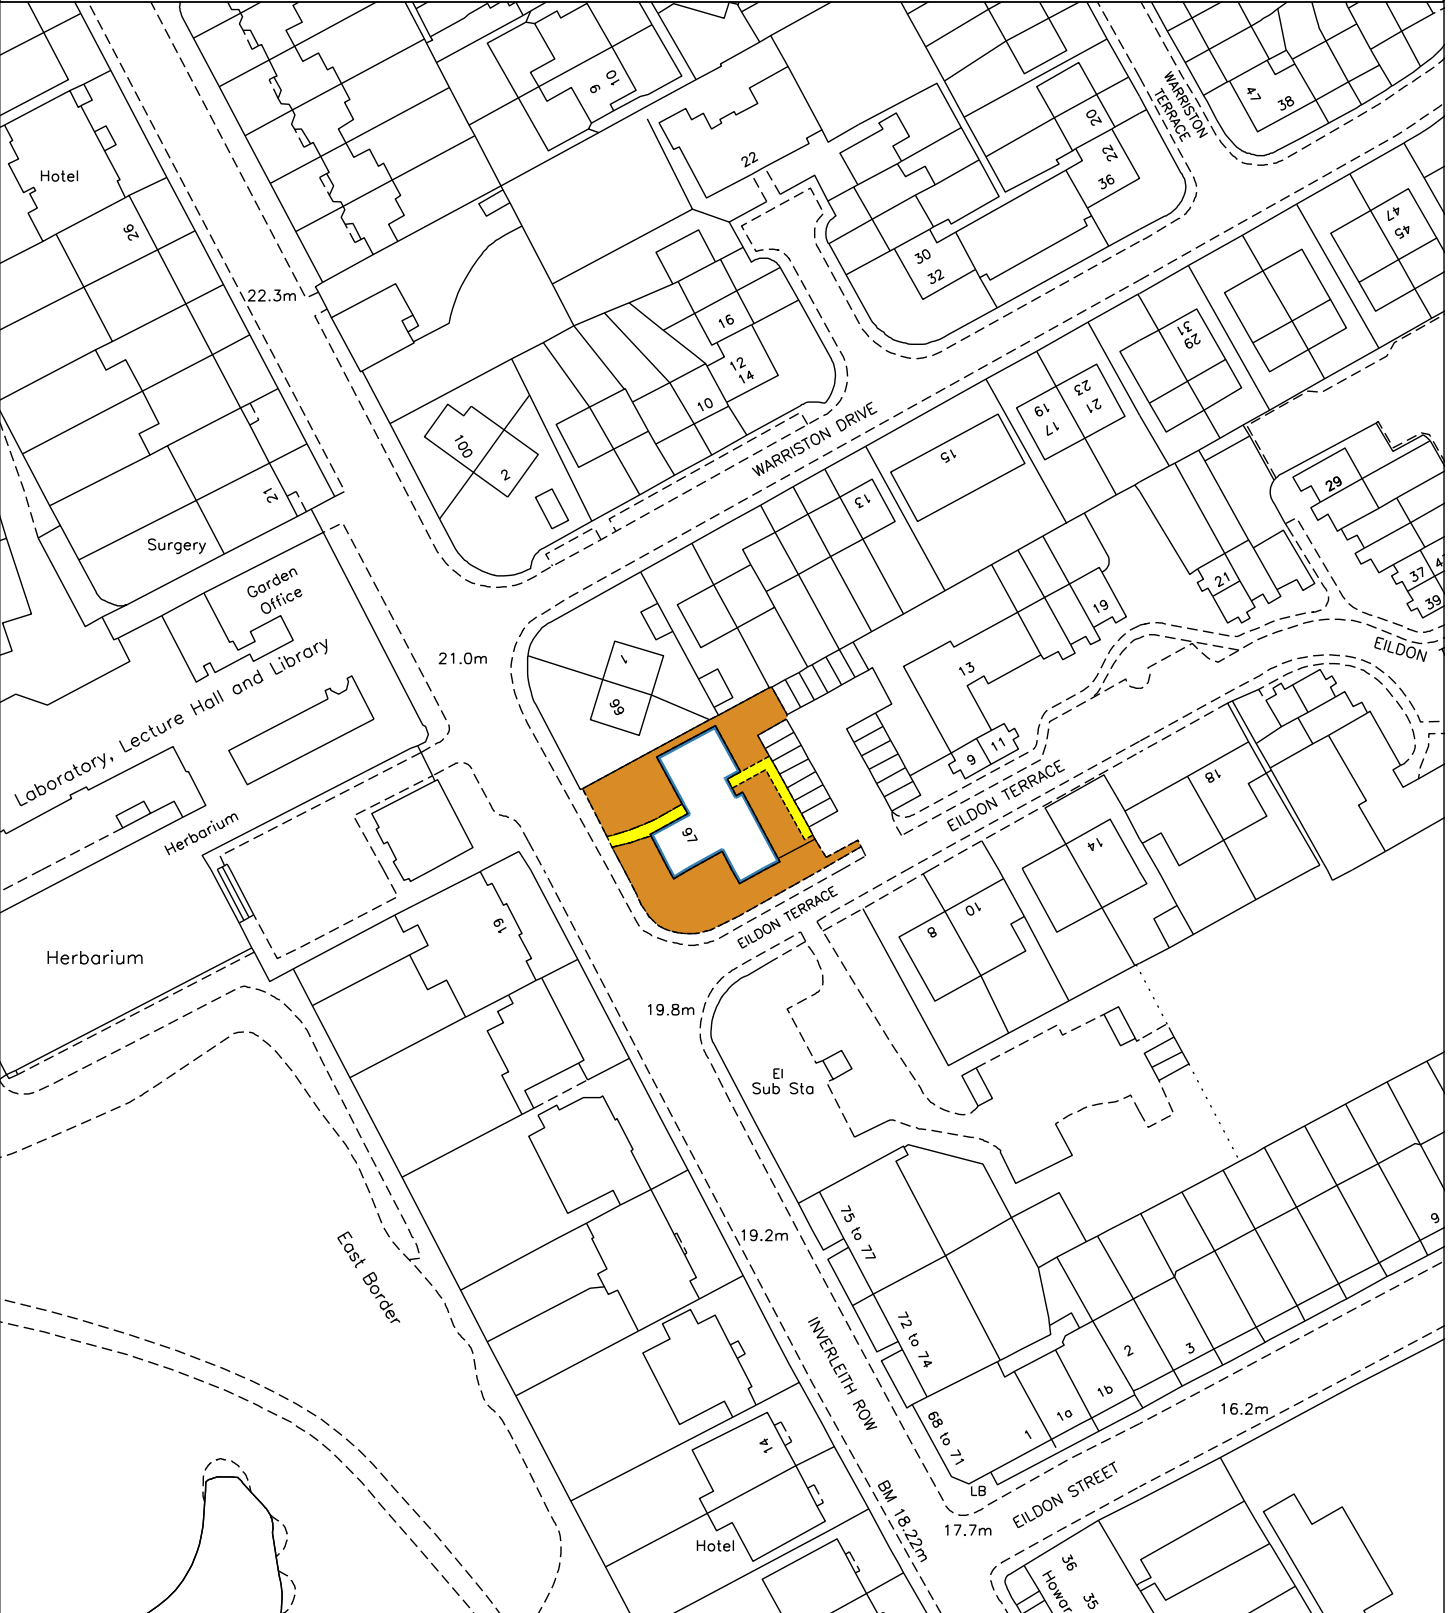 10
9
47
38
WARRISTON
TERRACE
20
22
36
22
Hotel
26
47
45
30
32
22.3m
16
12
14
31
29
10
100
2
WARRISTON DRIVE
23
21
19
17
15
13
29
21
Surgery
Garden
Office
37
4
39
21
19
EILDON
21.0m
1
99
13
Laboratory, Lecture Hall and Library
9
11
EILDON TERRACE
18
Herbarium
97
14
19
10
8
EILDON TERRACE
Herbarium
19.8m
El
Sub Sta
75 to 77
19.2m
East Border
9
72 to 74
INVERLEITH ROW
2
3
1b
1a
1
68 to 71
16.2m
14
LB
EILDON STREET
BM 18.22m
17.7m
Hotel
36
Howar
35